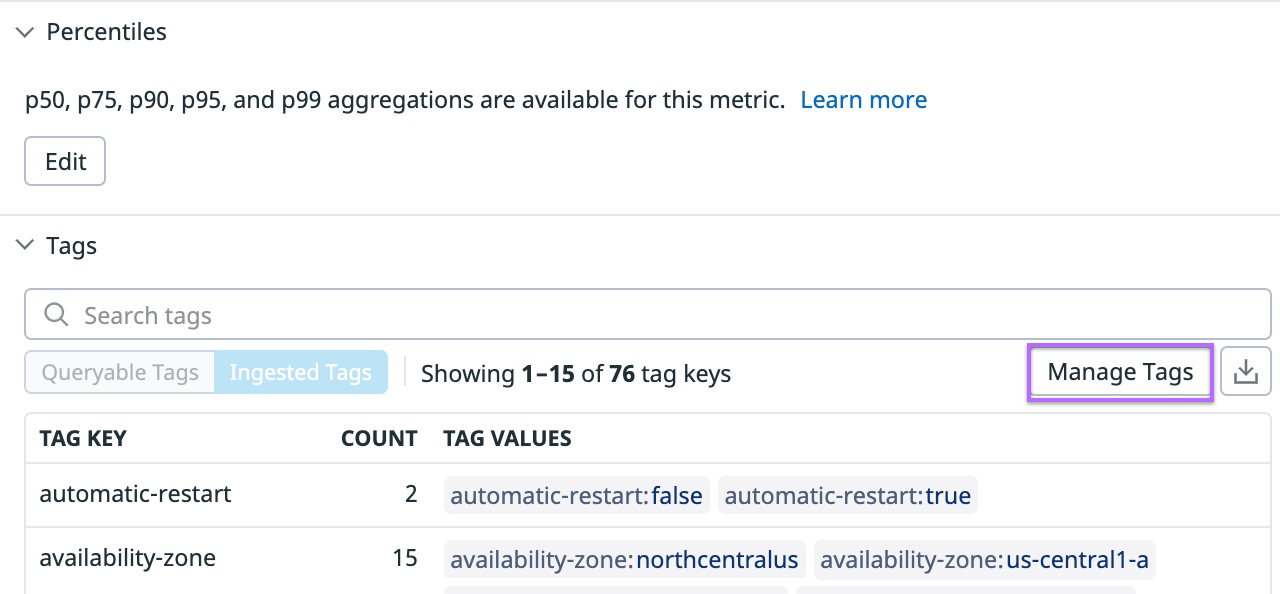 Percentiles
p50, p75, p90, p95, and p99 aggregations are available for this metric. Learn more
Edit
Tags
Search tags
Queryable Tags Ingested Tags Showing 1–15 of 76 tag keys Manage Tags
TAG KEY COUNT TAG VALUES
automatic-restart 2 automatic-restart:false automatic-restart:true
availability-zone 15 availability-zone:northcentralus availability-zone:us-central1-a